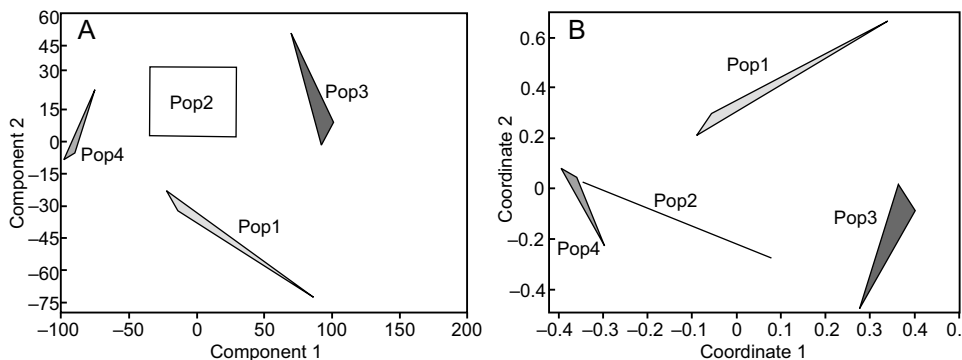 A
60
45
30
15
0
–15
–30
–45
–60
–75
Component 2
Pop3
Pop2
Pop4
Pop1
–100
–50
0
50
100
150
200
Component 1
B
0.6
0.4
0.2
0
–0.2
–0.4
Coordinate 2
Pop1
Pop2
Pop3
Pop4
–0.4
–0.3
–0.2
–0.1
0
0.1
0.2
0.3
0.4
0.
Coordinate 1